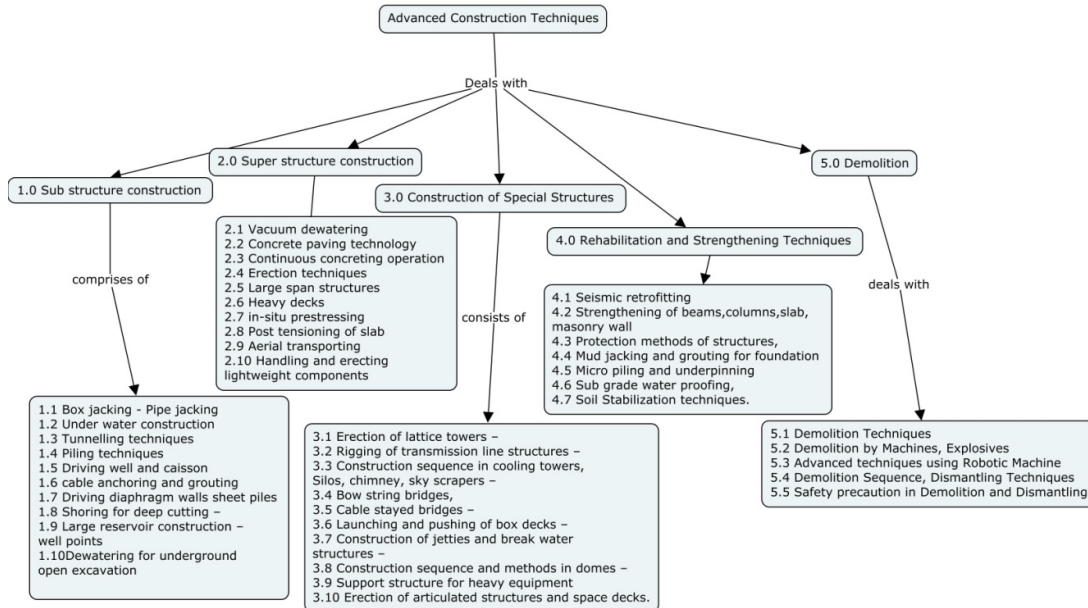 Advanced Construction Techniques
Deals with
2.0 Super structure construction
5.0 Demolition
1.0 Sub structure construction
3.0 Construction of Special Structures
4.0 Rehabilitation and Strengthening Techniques
comprises of
2.1 Vacuum dewatering
2.2 Concrete paving technology
2.3 Continuous concreting operation
2.4 Erection techniques
2.5 Large span structures
2.6 Heavy decks
2.7 in-situ prestressing
2.8 Post tensioning of slab
2.9 Aerial transporting
2.10 Handling and erecting
lightweight components
consists of
4.1 Seismic retrofitting
4.2 Strengthening of beams,columns,slab,
masonry wall
4.3 Protection methods of structures,
4.4 Mud jacking and grouting for foundation
4.5 Micro piling and underpinning
4.6 Sub grade water proofing,
4.7 Soil Stabilization techniques.
deals with
1.1 Box jacking - Pipe jacking
1.2 Under water construction
1.3 Tunnelling techniques
1.4 Piling techniques
1.5 Driving well and caisson
1.6 cable anchoring and grouting
1.7 Driving diaphragm walls sheet piles
1.8 Shoring for deep cutting –
1.9 Large reservoir construction –
well points
1.10Dewatering for underground
open excavation
3.1 Erection of lattice towers –
3.2 Rigging of transmission line structures –
3.3 Construction sequence in cooling towers,
Silos, chimney, sky scrapers –
3.4 Bow string bridges,
3.5 Cable stayed bridges –
3.6 Launching and pushing of box decks –
3.7 Construction of jetties and break water
structures –
3.8 Construction sequence and methods in domes –
3.9 Support structure for heavy equipment
3.10 Erection of articulated structures and space decks.
5.1 Demolition Techniques
5.2 Demolition by Machines, Explosives
5.3 Advanced techniques using Robotic Machine
5.4 Demolition Sequence, Dismantling Techniques
5.5 Safety precaution in Demolition and Dismantling